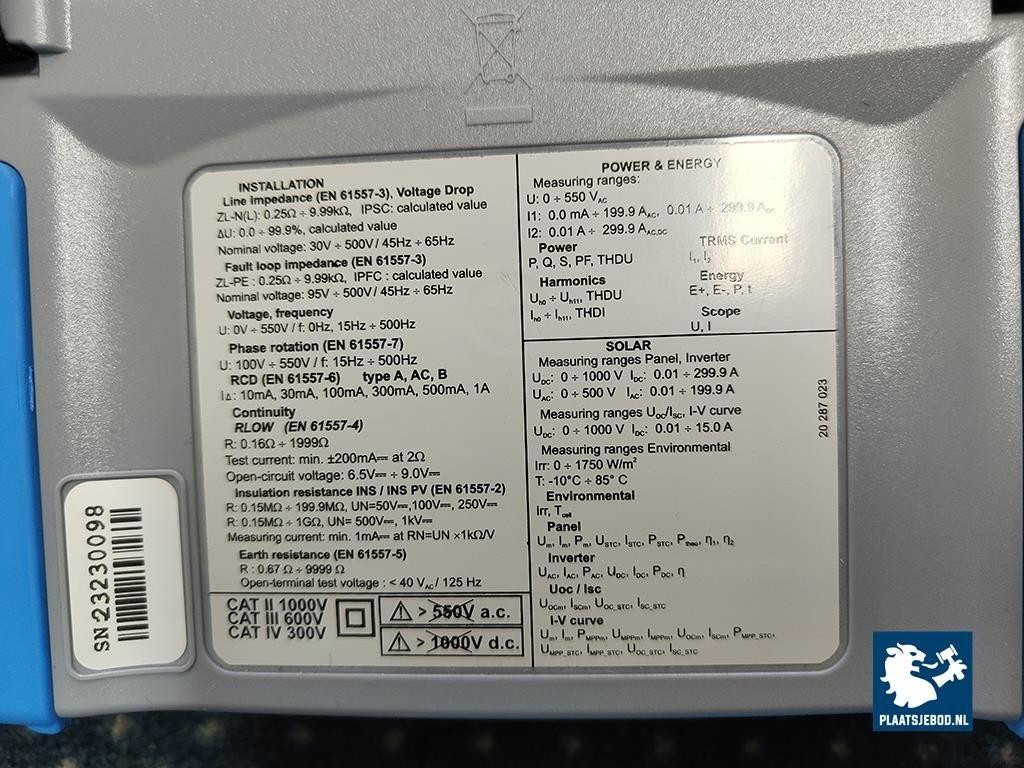 INSTALLATION
Line impedance (EN 61557-3), Voltage Drop
ZL-N(L): 0.25Ω ÷ 9.99kΩ, IPSC: calculated value
ΔU: 0.0 ÷ 99.9%, calculated value
Nominal voltage: 30V ÷ 500V/ 45Hz ÷ 65Hz
Fault loop impedance (EN 61557-3)
ZL-PE : 0.25Ω ÷ 9.99kΩ, IPFC : calculated value
Nominal voltage: 95V ÷ 500V/ 45Hz ÷ 65Hz
Voltage, frequency
U: 0V ÷ 550V / f: 0Hz, 15Hz ÷ 500Hz
Phase rotation (EN 61557-7)
U: 100V ÷ 550V / f: 15Hz ÷ 500Hz
RCD (EN 61557-6) type A, AC, B
IΔ: 10mA, 30mA, 100mA, 300mA, 500mA, 1A
Continuity
RLOW (EN 61557-4)
R: 0.16Ω ÷ 1999Ω
Test current: min. ±200mA⎓ at 2Ω
Open-circuit voltage: 6.5V⎓ ÷ 9.0V⎓
Insulation resistance INS / INS PV (EN 61557-2)
R: 0.15MΩ ÷ 199.9MΩ, UN=50V⎓,100V⎓, 250V⎓
R: 0.15MΩ ÷ 1GΩ, UN= 500V⎓, 1kV⎓
Measuring current: min. 1mA⎓ at RN=UN ×1kΩ/V
Earth resistance (EN 61557-5)
R : 0.67 Ω ÷ 9999 Ω
Open-terminal test voltage : < 40 VAC / 125 Hz
CAT II 1000V
CAT III 600V
CAT IV 300V
> 550V a.c.
> 1000V d.c.
POWER & ENERGY
Measuring ranges:
U: 0 ÷ 550 VAC
I1: 0.0 mA ÷ 199.9 AAC, 0.01 A ÷ 299.9 ADC
I2: 0.01 A ÷ 299.9 AAC,DC
Power
P, Q, S, PF, THDU
TRMS Current
I1, I2
Harmonics
Uh0 ÷ Uh11, THDU
Ih0 ÷ Ih11, THDI
Energy
E+, E-, P, t
Scope
U, I
SOLAR
Measuring ranges Panel, Inverter
UDC: 0 ÷ 1000 V IDC: 0.01 ÷ 299.9 A
UAC: 0 ÷ 500 V IAC: 0.01 ÷ 199.9 A
Measuring ranges UOC/ISC, I-V curve
UDC: 0 ÷ 1000 V IDC: 0.01 ÷ 15.0 A
Measuring ranges Environmental
Irr: 0 ÷ 1750 W/m²
T: -10°C ÷ 85° C
Environmental
Irr, Tcell
Panel
Um, Im, Pm, USTC, ISTC, PSTC, Ptheo, η1, η2
Inverter
UAC, IAC, PAC, UDC, IDC, PDC, η
Uoc / Isc
UOCm, ISCm, UOC_STC, ISC_STC
I-V curve
Um, Im, PMPPm, UMPPm, IMPPm, UOCm, ISCm, PMPP_STC,
UMPP_STC, IMPP_STC, UOC_STC, ISC_STC
20 287 023
SN 23230098
PLAATSJEBOD.NL